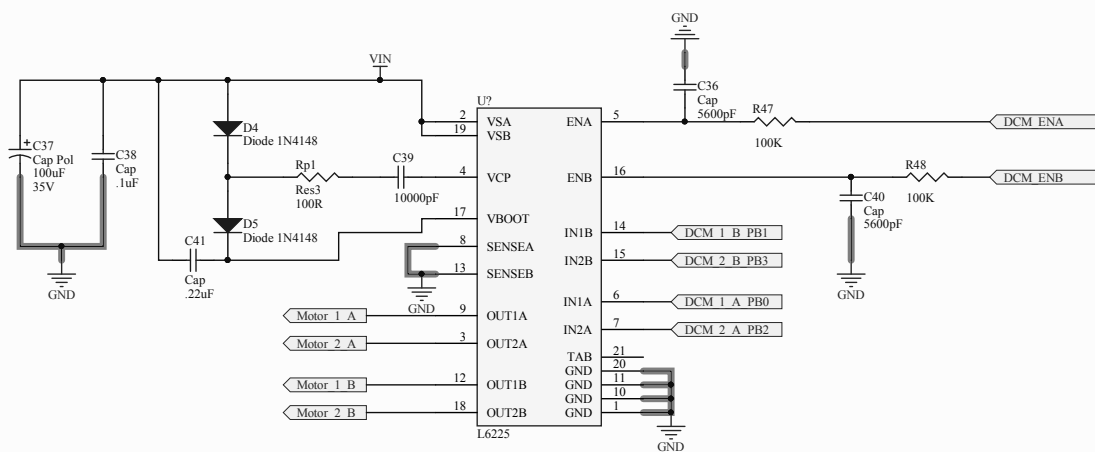 GND
VIN
C36
Cap
5600pF
R47
100K
DCM_ENA
U?
2 VSA
19 VSB
ENA 5
D4
Diode 1N4148
C37
Cap Pol
100uF
35V
C38
Cap
.1uF
Rp1
Res3
100R
C39
10000pF
4 VCP
ENB 16
R48
100K
DCM_ENB
C40
Cap
5600pF
GND
D5
Diode 1N4148
17 VBOOT
C41
Cap
.22uF
8 SENSEA
13 SENSEB
GND
GND
IN1B 14 DCM_1_B_PB1
IN2B 15 DCM_2_B_PB3
IN1A 6 DCM_1_A_PB0
IN2A 7 DCM_2_A_PB2
Motor_1_A 9 OUT1A
Motor_2_A 3 OUT2A
Motor_1_B 12 OUT1B
Motor_2_B 18 OUT2B
TAB 21
GND 20
GND 11
GND 10
GND 1
GND
L6225